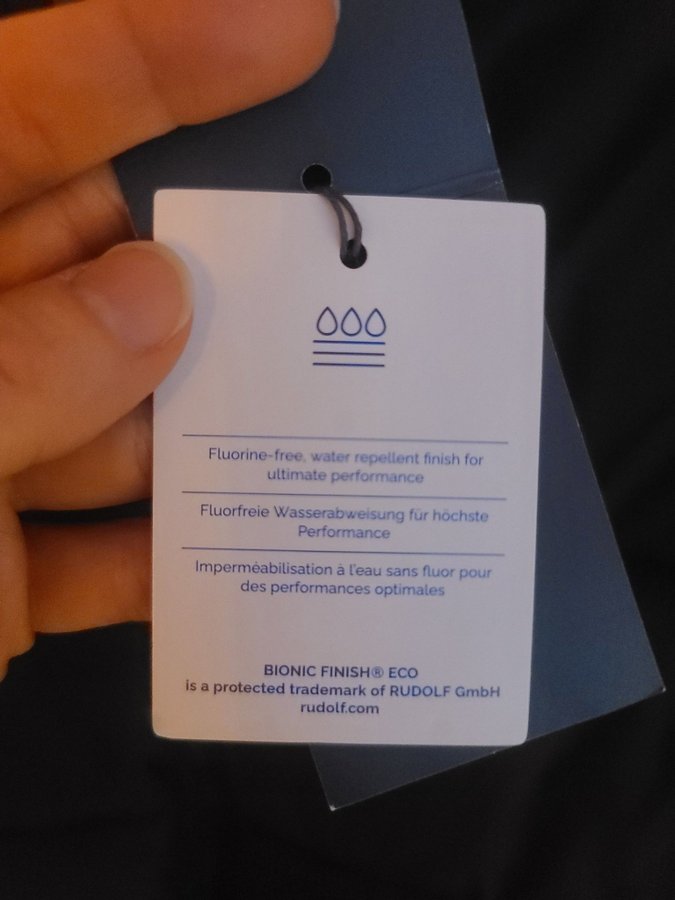 Fluorine-free, water repellent finish for
ultimate performance
Fluorfreie Wasserabweisung für höchste
Performance
Imperméabilisation à l'eau sans fluor pour
des performances optimales
BIONIC FINISH® ECO
is a protected trademark of RUDOLF GmbH
rudolf.com